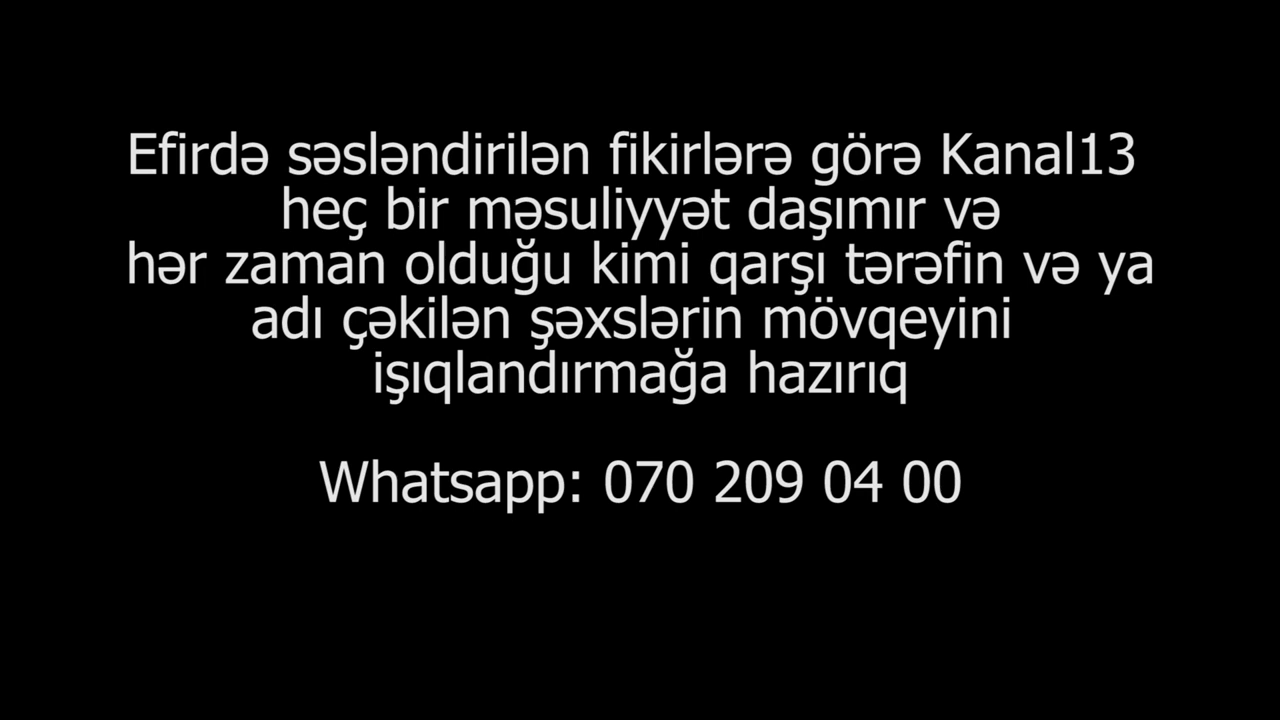 Efirdə səsləndirilən fikirlərə görə Kanal13
heç bir məsuliyyət daşımır və
hər zaman olduğu kimi qarşı tərəfin və ya
adı çəkilən şəxslərin mövqeyini
işıqlandırmağa hazırıq
Whatsapp: 070 209 04 00